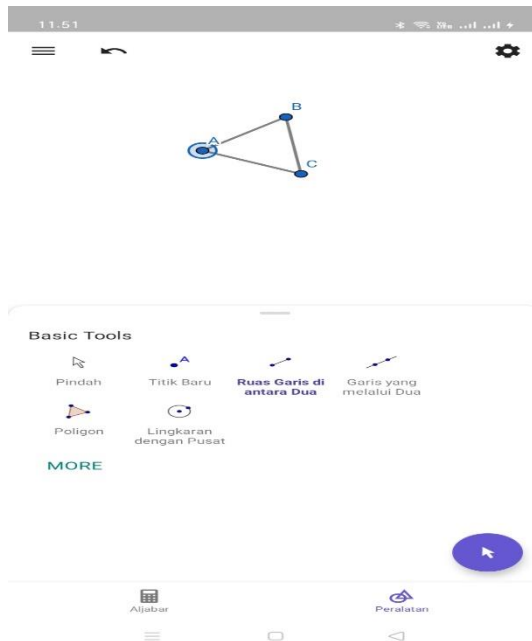 11.51
B
A
C
Basic Tools
Pindah
Titik Baru
Ruas Garis di
antara Dua
Garis yang
melalui Dua
Poligon
Lingkaran
dengan Pusat
MORE
Aljabar
Peralatan